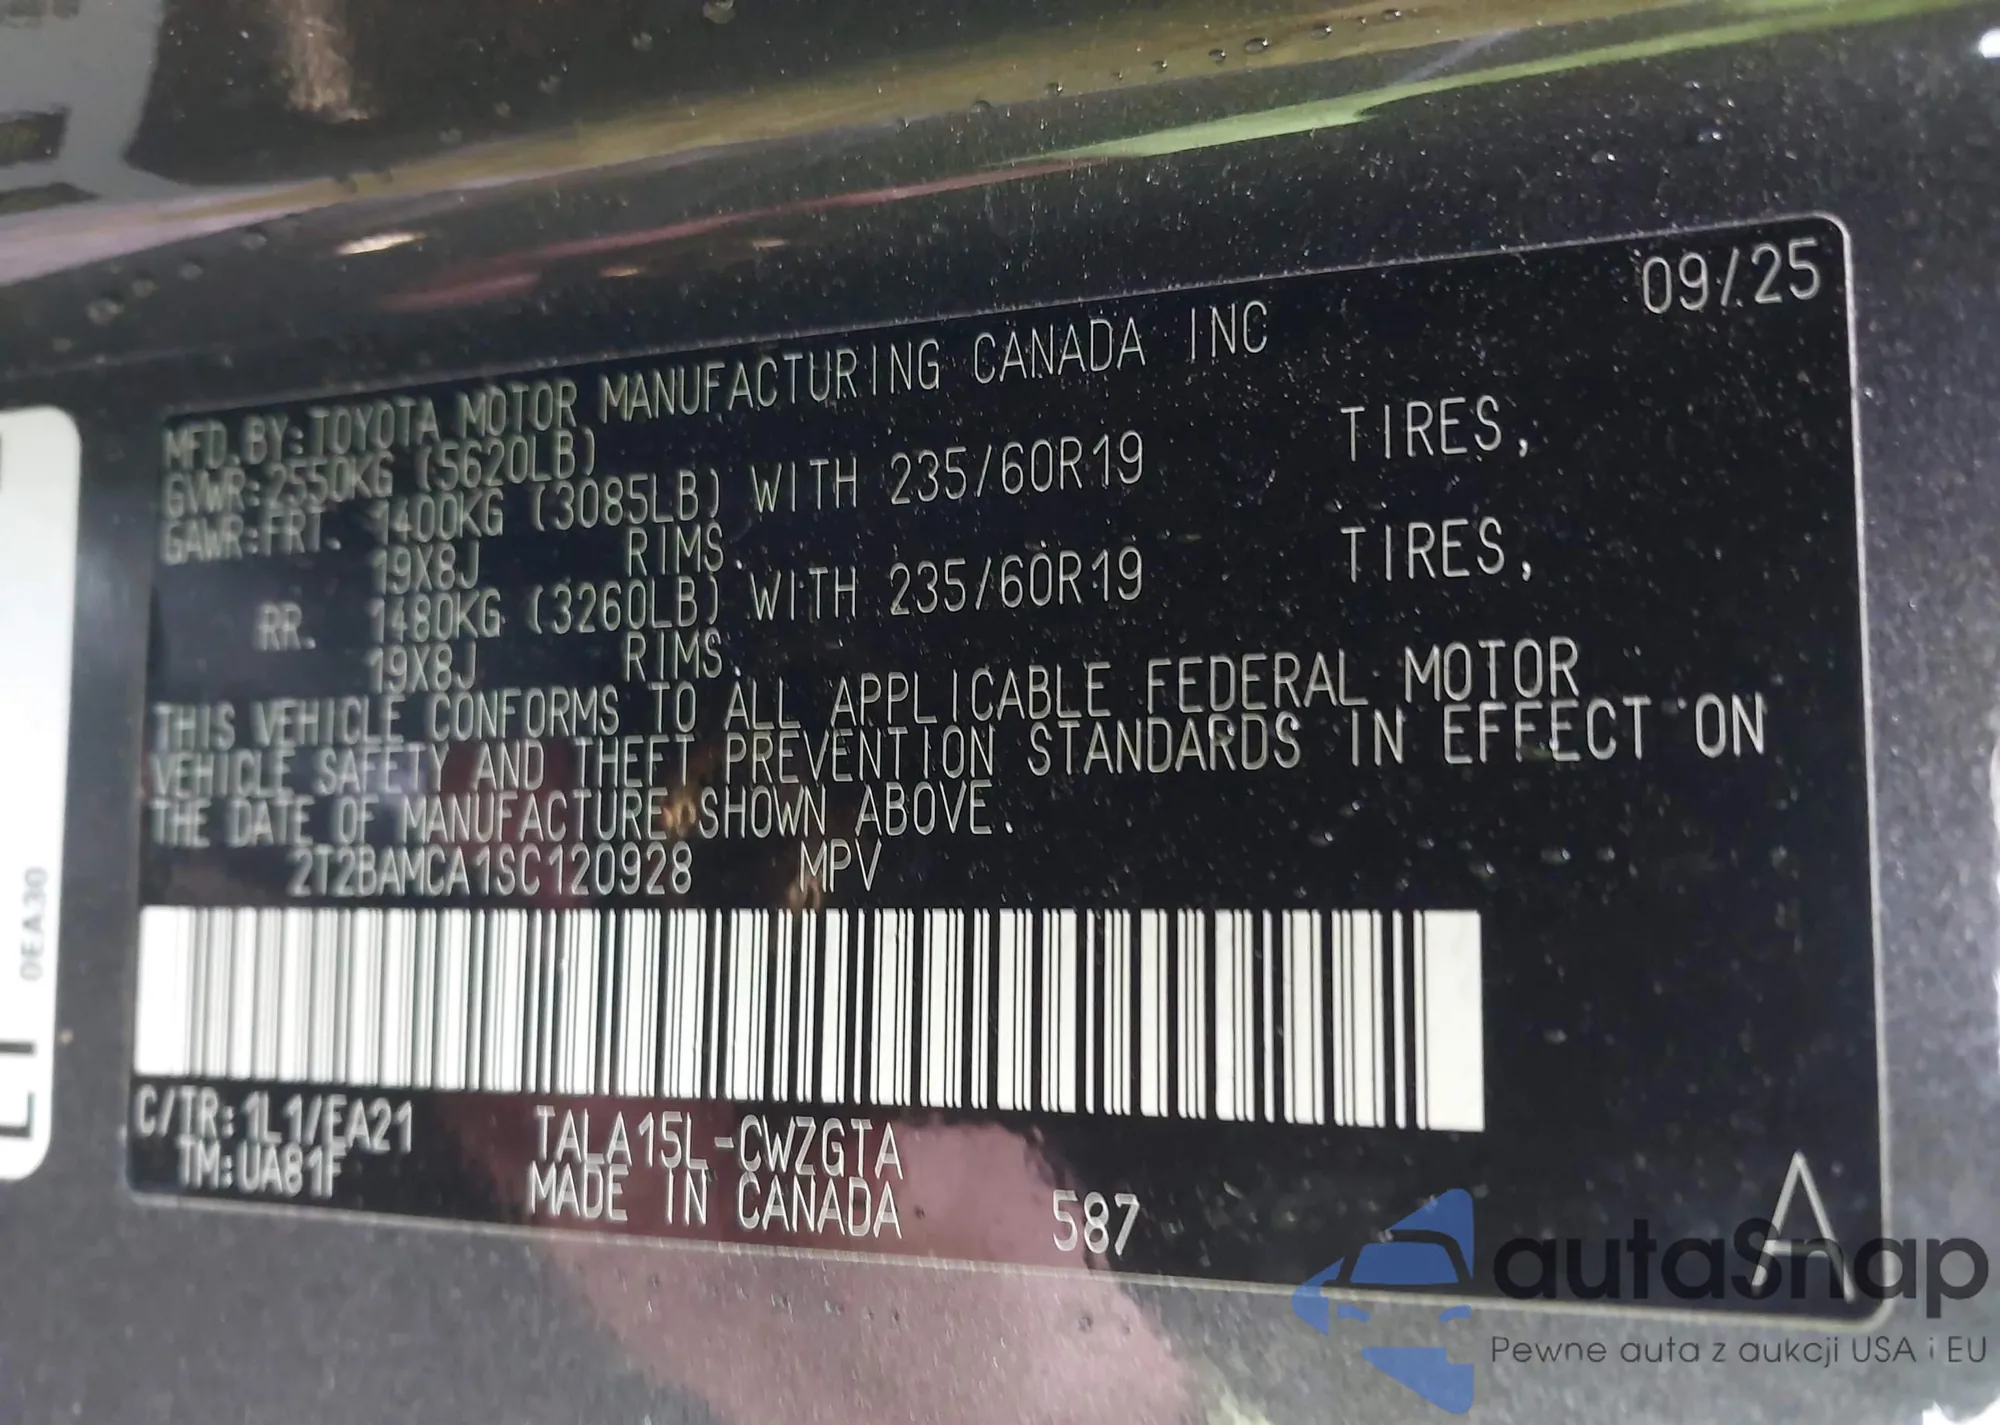 09/25
MFD.BY:TOYOTA MOTOR MANUFACTURING CANADA INC
GVWR:2550KG (5620LB)
GAWR:FRT. 1400KG (3085LB) WITH 235/60R19 TIRES,
19X8J RIMS.
RR. 1480KG (3260LB) WITH 235/60R19 TIRES,
19X8J RIMS.
THIS VEHICLE CONFORMS TO ALL APPLICABLE FEDERAL MOTOR
VEHICLE SAFETY AND THEFT PREVENTION STANDARDS IN EFFECT ON
THE DATE OF MANUFACTURE SHOWN ABOVE.
2T2BAMCA1SC120928 MPV
C/TR:1L1/EA21 TALA15L-CWZGTA
TM:UA81F MADE IN CANADA 587
A
0EA30
autaSnap
Pewne auta z aukcji USA i EU